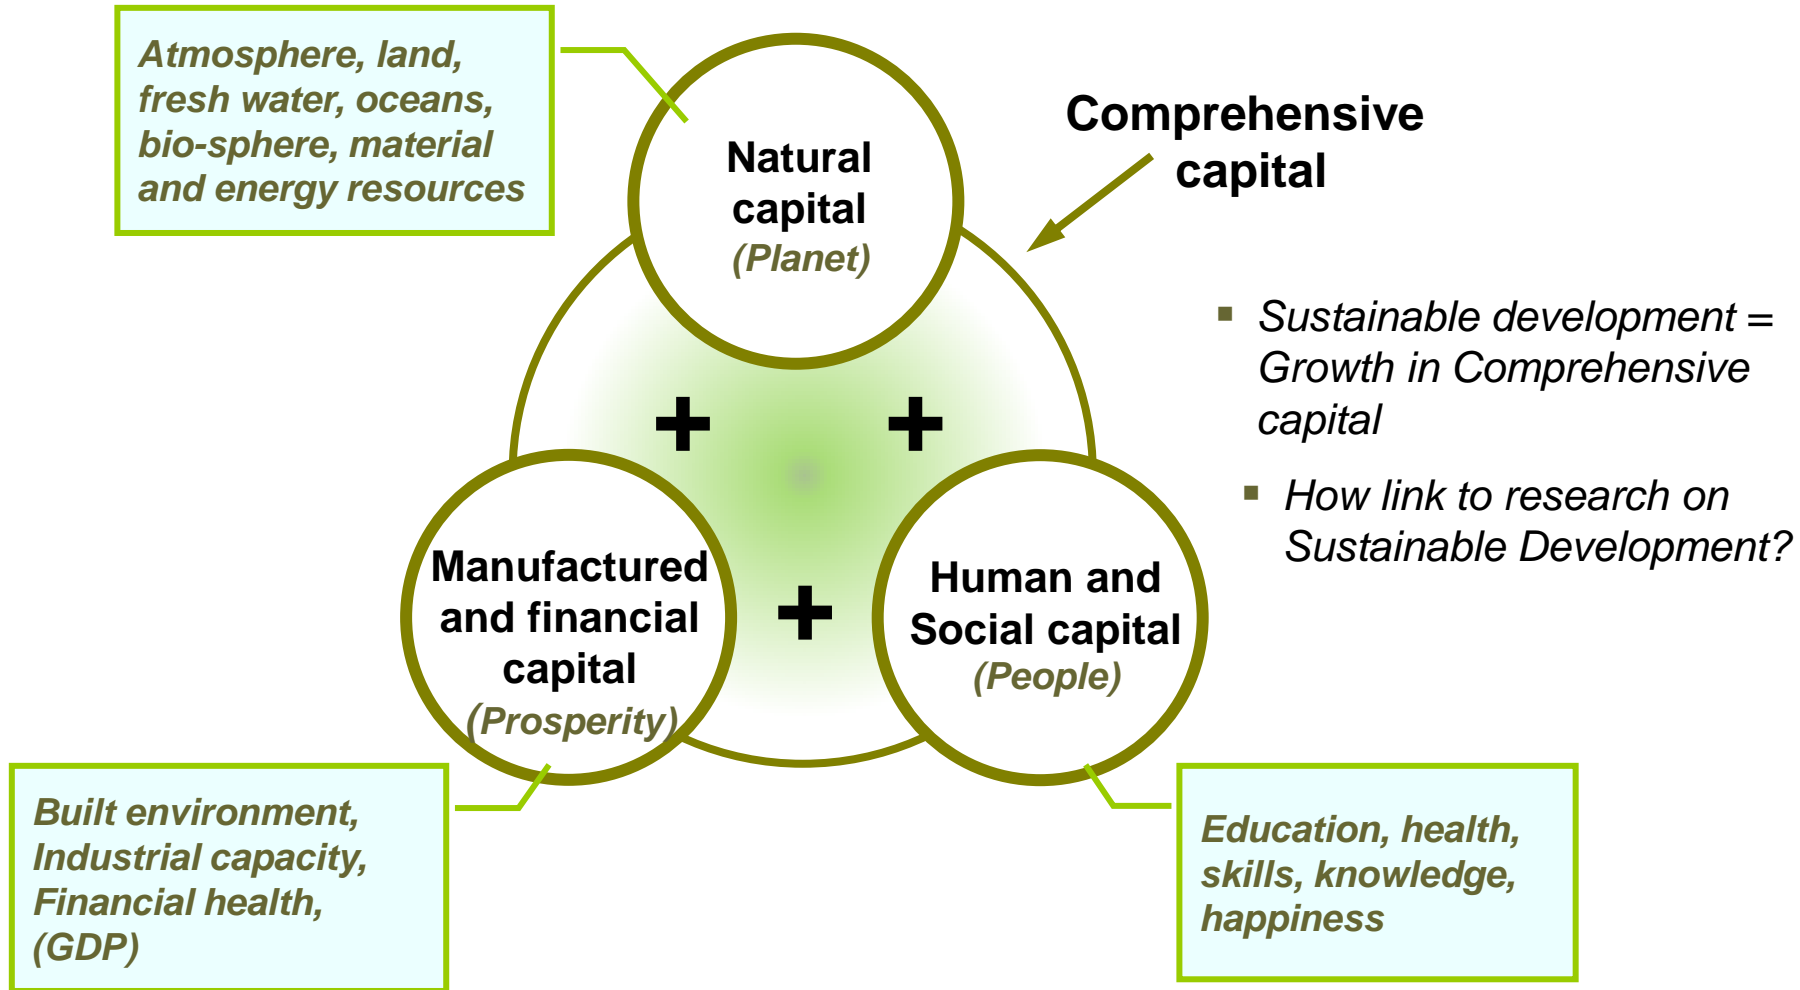 Atmosphere, land,
fresh water, oceans,
bio-sphere, material
and energy resources
Natural
capital
(Planet)
Comprehensive
capital
▪ Sustainable development =
Growth in Comprehensive
capital
▪ How link to research on
Sustainable Development?
+ +
+
Manufactured
and financial
capital
(Prosperity)
Human and
Social capital
(People)
Built environment,
Industrial capacity,
Financial health,
(GDP)
Education, health,
skills, knowledge,
happiness